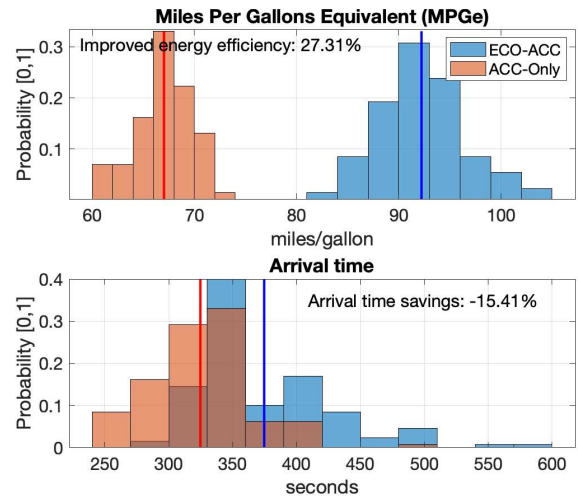 Miles Per Gallons Equivalent (MPGe)
Improved energy efficiency: 27.31%
ECO-ACC
ACC-Only
Probability [0,1]
0.3
0.2
0.1
60 70 80 90 100
miles/gallon
Arrival time
Arrival time savings: -15.41%
Probability [0,1]
0.4
0.3
0.2
0.1
0
250 300 350 400 450 500 550 600
seconds